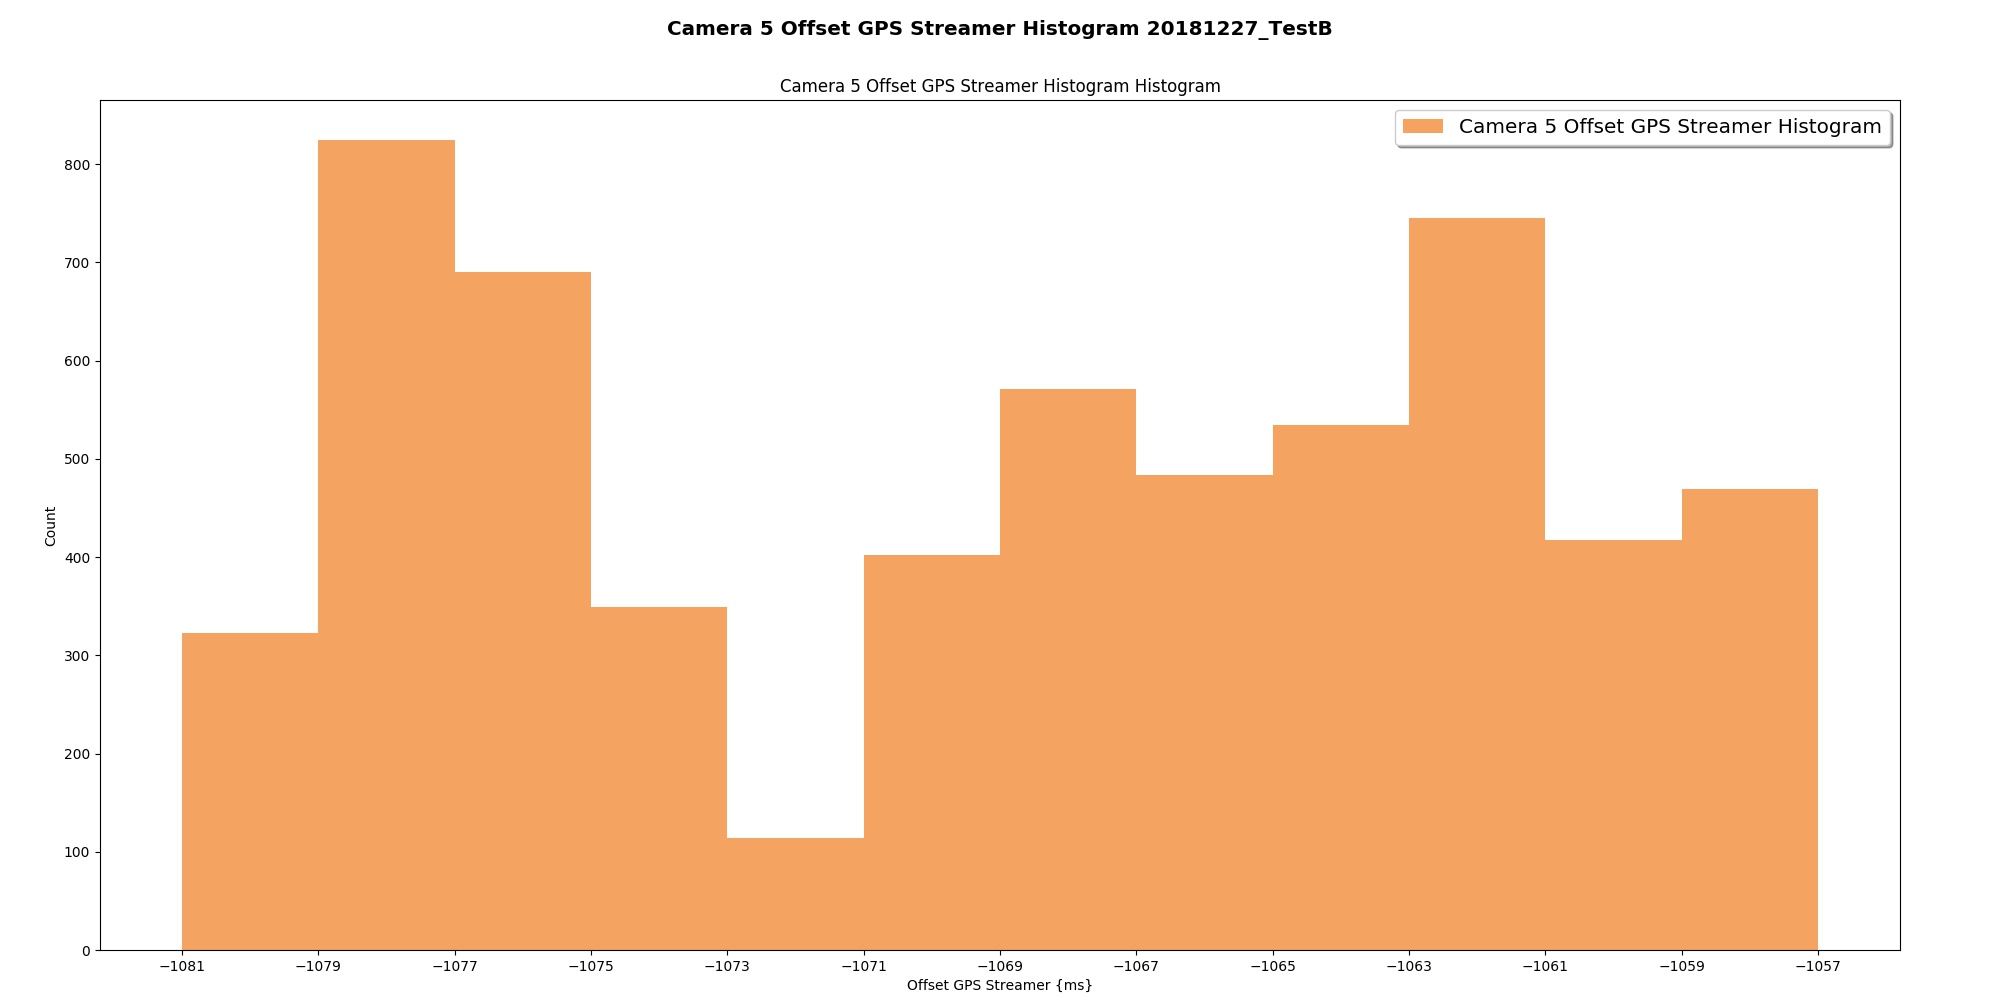 Camera 5 Offset GPS Streamer Histogram 20181227_TestB
Camera 5 Offset GPS Streamer Histogram Histogram
Camera 5 Offset GPS Streamer Histogram
800
700
600
500
400
300
200
100
0
Count
−1081 −1079 −1077 −1075 −1073 −1071 −1069 −1067 −1065 −1063 −1061 −1059 −1057
Offset GPS Streamer {ms}